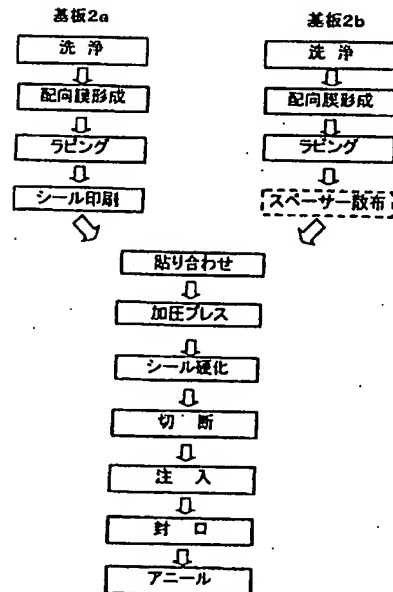 基板2a
洗浄
配向膜形成
ラビング
シール印刷
基板2b
洗浄
配向膜形成
ラビング
スペーサー散布
貼り合わせ
加圧プレス
シール硬化
切断
注入
封口
アニール